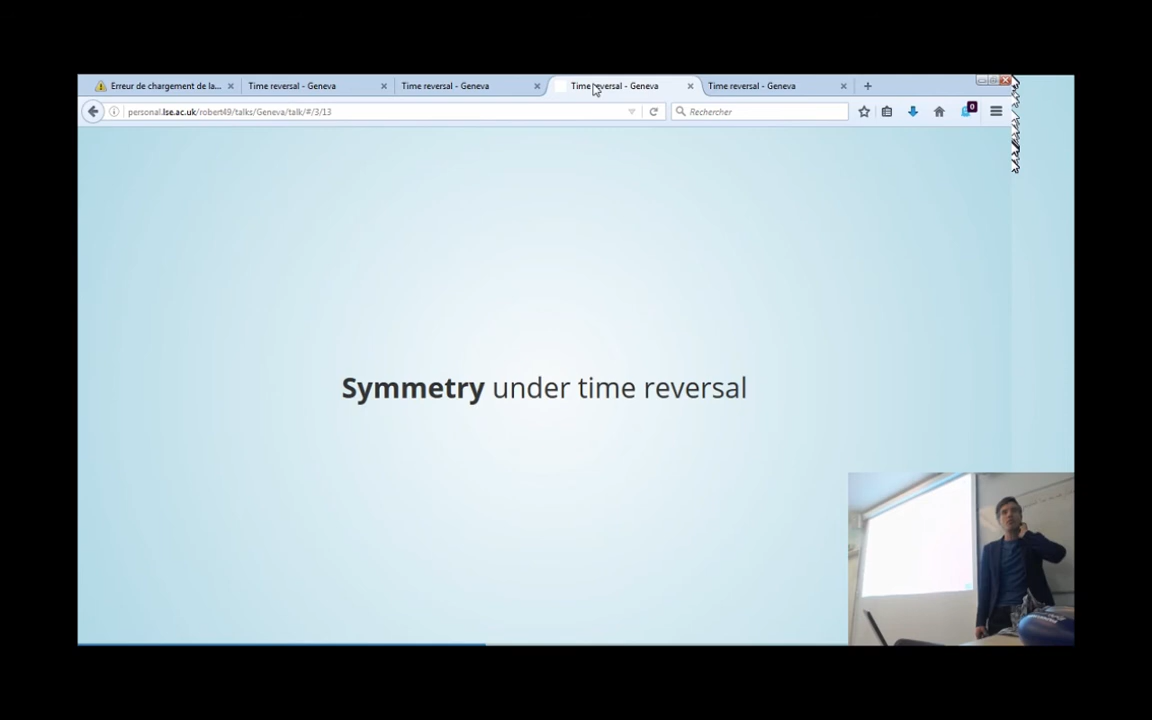 Erreur de chargement de la...
Time reversal - Geneva
Time reversal - Geneva
Time reversal - Geneva
Time reversal - Geneva
personal.lse.ac.uk/robert49/talks/Geneva/talk/#/3/13
Rechercher
0
Symmetry under time reversal